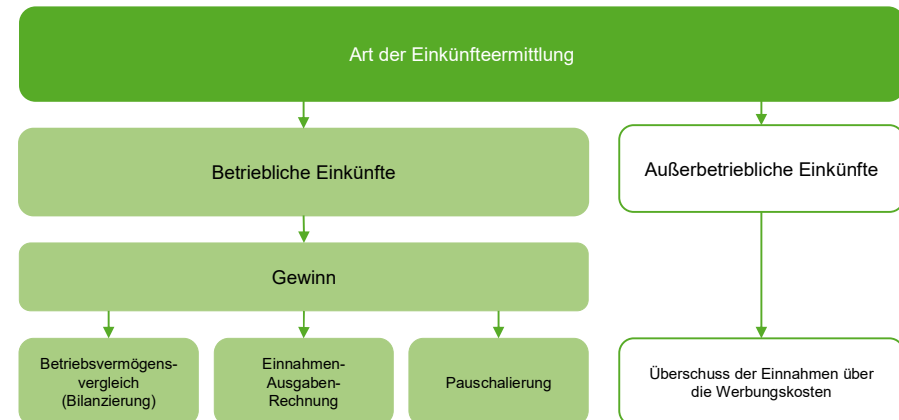 Art der Einkünfteermittlung
Betriebliche Einkünfte
Außerbetriebliche Einkünfte
Gewinn
Betriebsvermögens-
vergleich
(Bilanzierung)
Einnahmen-
Ausgaben-
Rechnung
Pauschalierung
Überschuss der Einnahmen über
die Werbungskosten